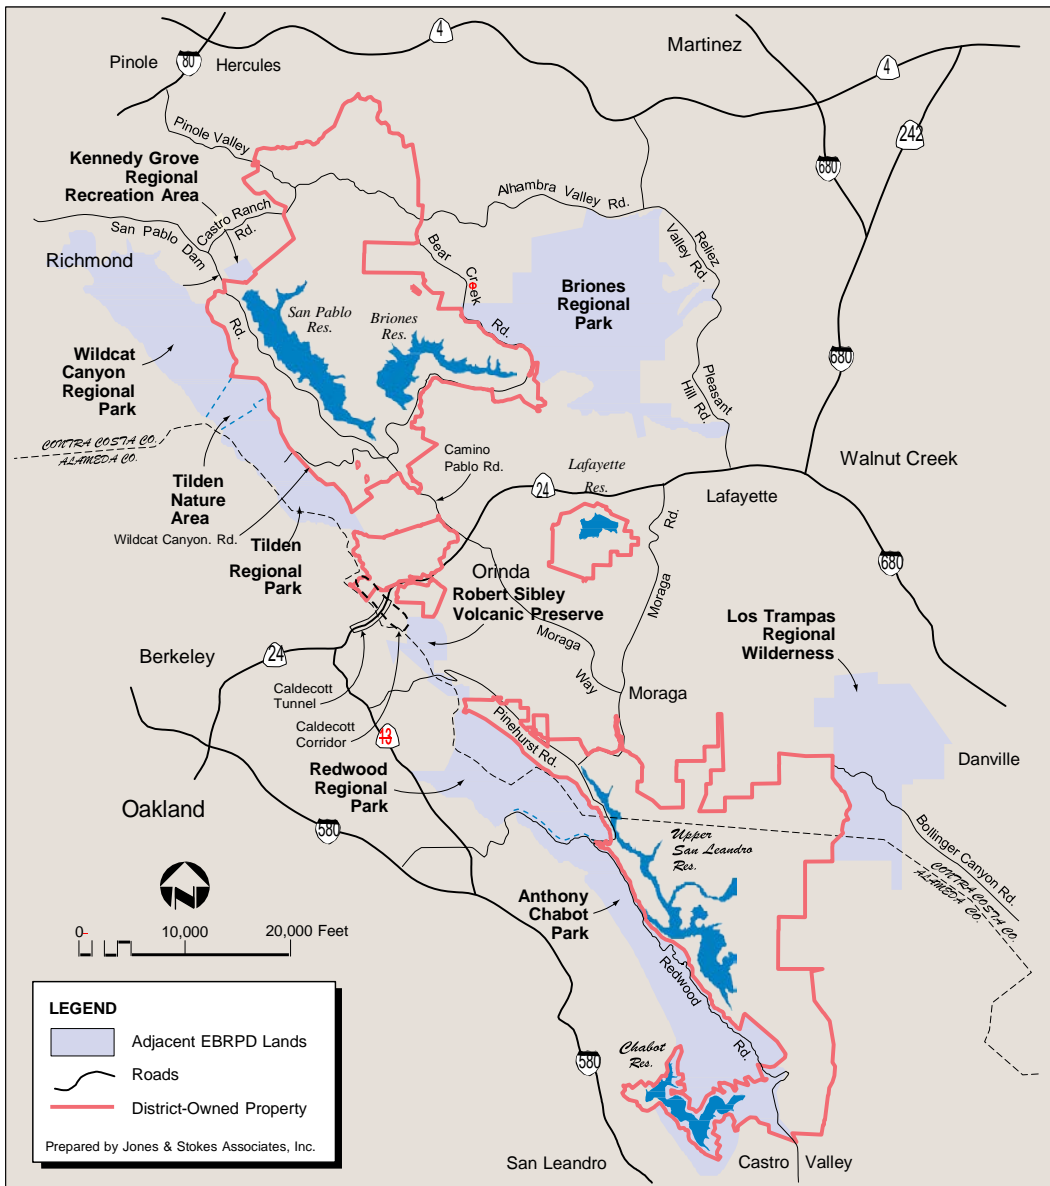 4
Martinez
Pinole
80
Hercules
4
242
680
Pinole Valley
Kennedy Grove
Regional
Recreation Area
Alhambra Valley Rd.
Castro Ranch
Rd.
San Pablo Dam
Rd.
Richmond
Bear Creek
Rd.
Reliez
Valley Rd.
Briones
Regional
Park
San Pablo
Res.
Briones
Res.
680
Wildcat
Canyon
Regional
Park
Pleasant
Hill Rd.
CONTRA COSTA CO.
ALAMEDA CO.
Camino
Pablo Rd.
Walnut Creek
Lafayette
Res.
24
Lafayette
Tilden
Nature
Area
Wildcat Canyon. Rd.
Tilden
Regional
Park
Moraga Rd.
680
Orinda
Robert Sibley
Volcanic Preserve
Los Trampas
Regional
Wilderness
Moraga
Way
Berkeley
24
Caldecott
Tunnel
Moraga
Caldecott
Corridor
13
Pinehurst Rd.
Danville
Redwood
Regional
Park
Oakland
580
Bollinger Canyon Rd.
Upper
San Leandro
Res.
CONTRA COSTA CO.
ALAMEDA CO.
Anthony
Chabot
Park
0
10,000
20,000 Feet
Redwood
Rd.
LEGEND
Adjacent EBRPD Lands
Roads
District-Owned Property
Prepared by Jones & Stokes Associates, Inc.
Chabot
Res.
580
San Leandro
Castro Valley